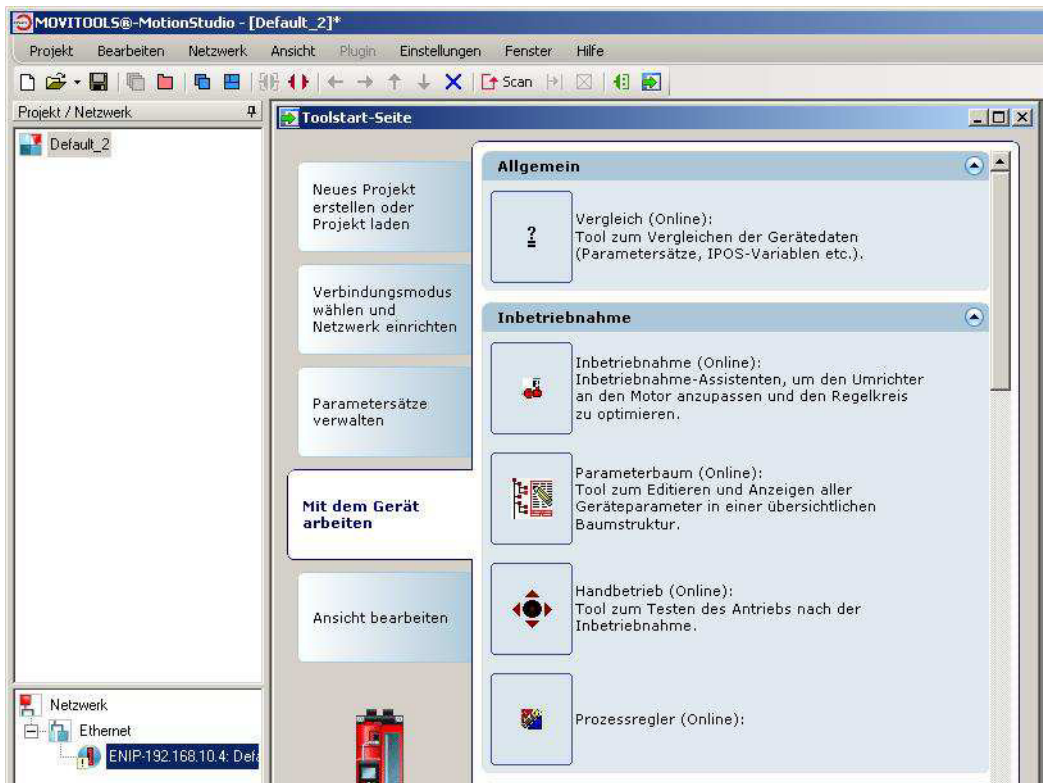 MOVITOOLS®-MotionStudio - [Default_2]*
Projekt Bearbeiten Netzwerk Ansicht Plugin Einstellungen Fenster Hilfe
Scan
Projekt / Netzwerk
Default_2
Toolstart-Seite
Neues Projekt
erstellen oder
Projekt laden
Verbindungsmodus
wählen und
Netzwerk einrichten
Parametersätze
verwalten
Mit dem Gerät
arbeiten
Ansicht bearbeiten
Allgemein
Vergleich (Online):
Tool zum Vergleichen der Gerätedaten
(Parametersätze, IPOS-Variablen etc.).
Inbetriebnahme
Inbetriebnahme (Online):
Inbetriebnahme-Assistenten, um den Umrichter
an den Motor anzupassen und den Regelkreis
zu optimieren.
Parameterbaum (Online):
Tool zum Editieren und Anzeigen aller
Geräteparameter in einer übersichtlichen
Baumstruktur.
Handbetrieb (Online):
Tool zum Testen des Antriebs nach der
Inbetriebnahme.
Prozessregler (Online):
Netzwerk
Ethernet
ENIP-192.168.10.4: Defa